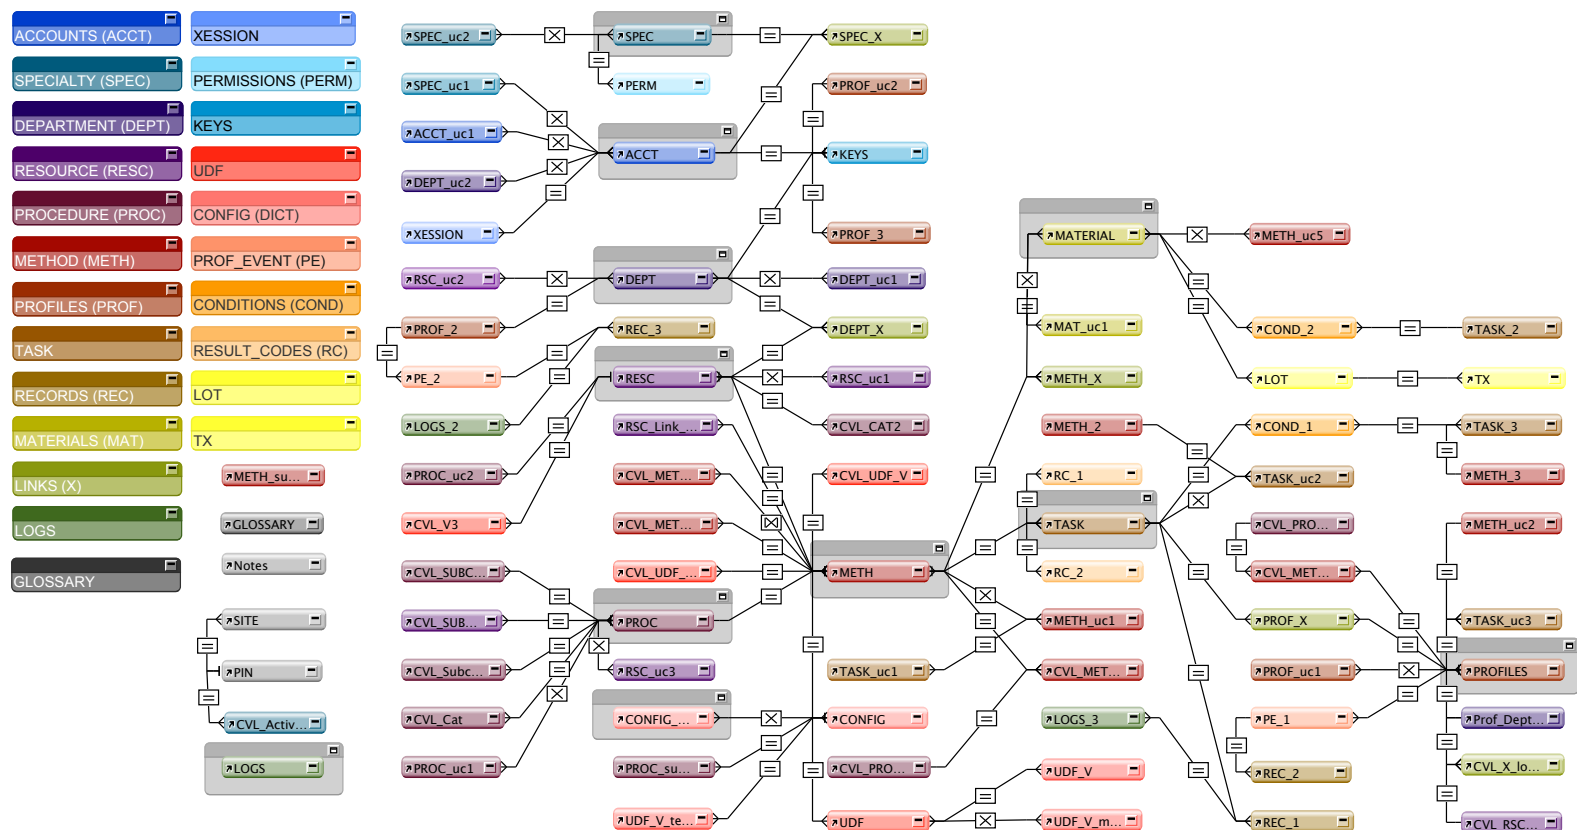 ACCOUNTS (ACCT)
XESSION
SPECIALTY (SPEC)
PERMISSIONS (PERM)
DEPARTMENT (DEPT)
KEYS
RESOURCE (RESC)
UDF
PROCEDURE (PROC)
CONFIG (DICT)
METHOD (METH)
PROF_EVENT (PE)
PROFILES (PROF)
CONDITIONS (COND)
TASK
RESULT_CODES (RC)
RECORDS (REC)
LOT
MATERIALS (MAT)
TX
LINKS (X)
LOGS
GLOSSARY
METH_su...
GLOSSARY
Notes
SITE
PIN
CVL_Activ...
LOGS
SPEC_uc2
SPEC_uc1
ACCT_uc1
DEPT_uc2
XESSION
RSC_uc2
PROF_2
PE_2
LOGS_2
PROC_uc2
CVL_V3
CVL_SUBC...
CVL_SUB...
CVL_Subc...
CVL_Cat
PROC_uc1
SPEC
PERM
ACCT
DEPT
REC_3
RESC
RSC_Link_...
CVL_MET...
CVL_MET...
CVL_UDF_...
PROC
RSC_uc3
CONFIG_...
PROC_su...
UDF_V_te...
SPEC_X
PROF_uc2
KEYS
PROF_3
DEPT_uc1
DEPT_X
RSC_uc1
CVL_CAT2
CVL_UDF_V
METH
TASK_uc1
CONFIG
CVL_PRO...
UDF
MATERIAL
MAT_uc1
METH_X
METH_2
RC_1
TASK
RC_2
METH_uc1
CVL_MET...
LOGS_3
UDF_V
UDF_V_m...
METH_uc5
COND_2
LOT
COND_1
TASK_uc2
CVL_PRO...
CVL_MET...
PROF_X
PROF_uc1
PE_1
REC_2
REC_1
TASK_2
TX
TASK_3
METH_3
METH_uc2
TASK_uc3
PROFILES
Prof_Dept...
CVL_X_lo...
CVL_RSC...